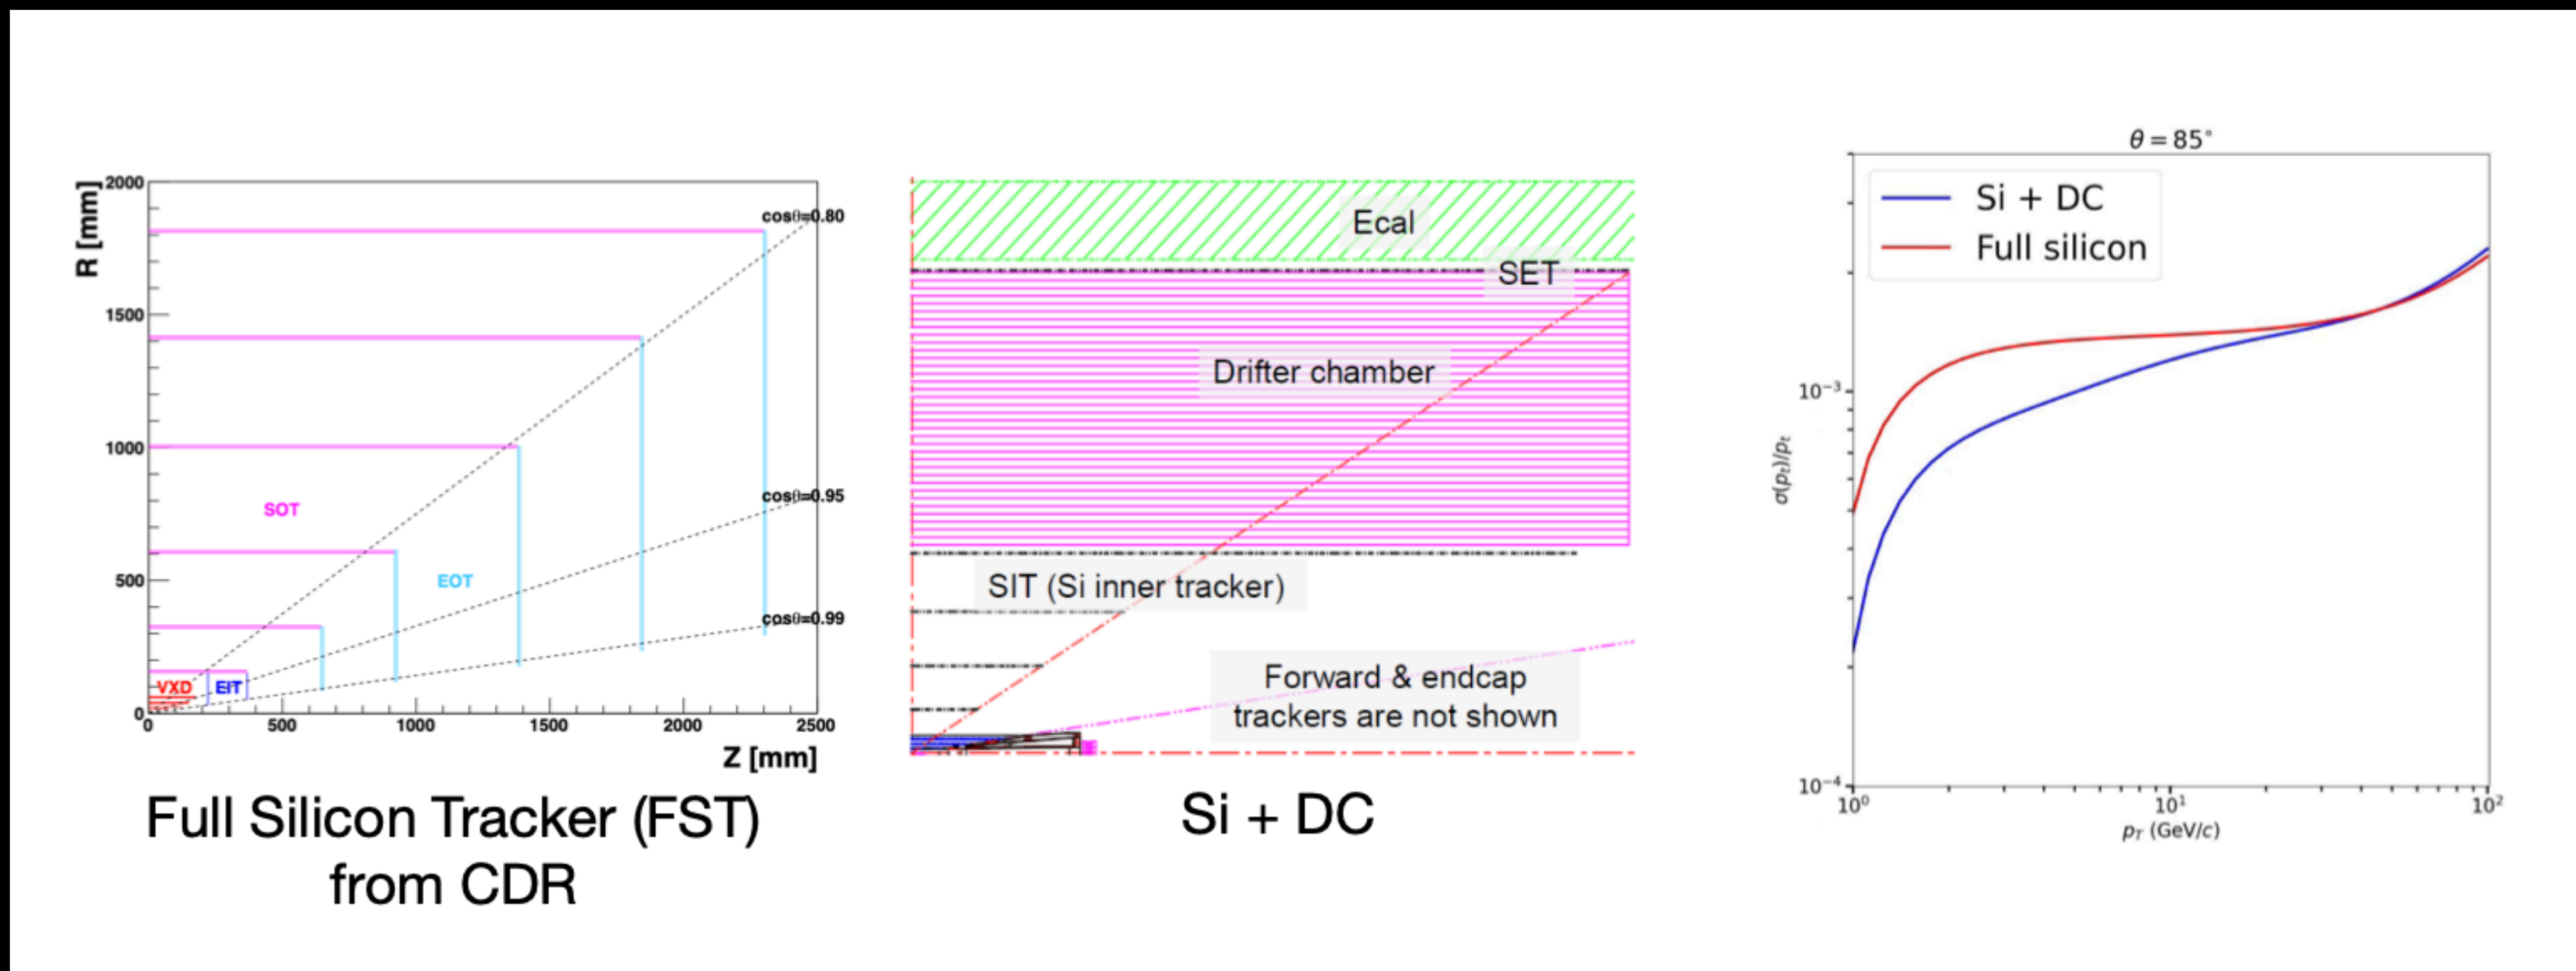 R [mm]
2000
1500
1000
500
0
cosθ=0.80
cosθ=0.95
cosθ=0.99
SOT
EOT
VXD
EIT
0
500
1000
1500
2000
2500
Z [mm]
Full Silicon Tracker (FST)
from CDR
Ecal
SET
Drifter chamber
SIT (Si inner tracker)
Forward & endcap
trackers are not shown
Si + DC
θ = 85°
Si + DC
Full silicon
σ(pₜ)/pₜ
10⁻³
10⁻⁴
10⁰
10¹
10²
p_T (GeV/c)